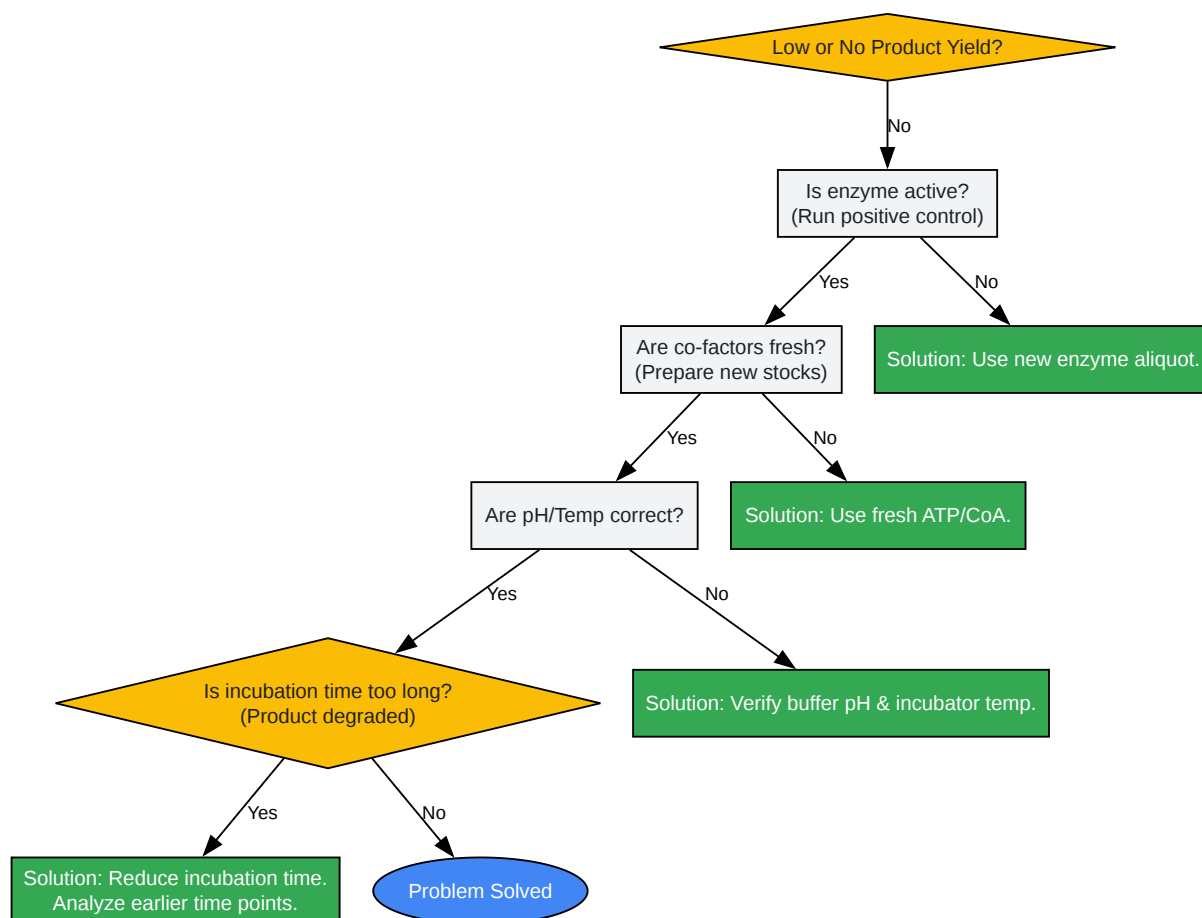 Low or No Product Yield?
No
Is enzyme active?
(Run positive control)
Yes
No
Are co-factors fresh?
(Prepare new stocks)
Solution: Use new enzyme aliquot.
Yes
No
Are pH/Temp correct?
Solution: Use fresh ATP/CoA.
Yes
No
Is incubation time too long?
(Product degraded)
Solution: Verify buffer pH & incubator temp.
Yes
No
Solution: Reduce incubation time.
Analyze earlier time points.
Problem Solved